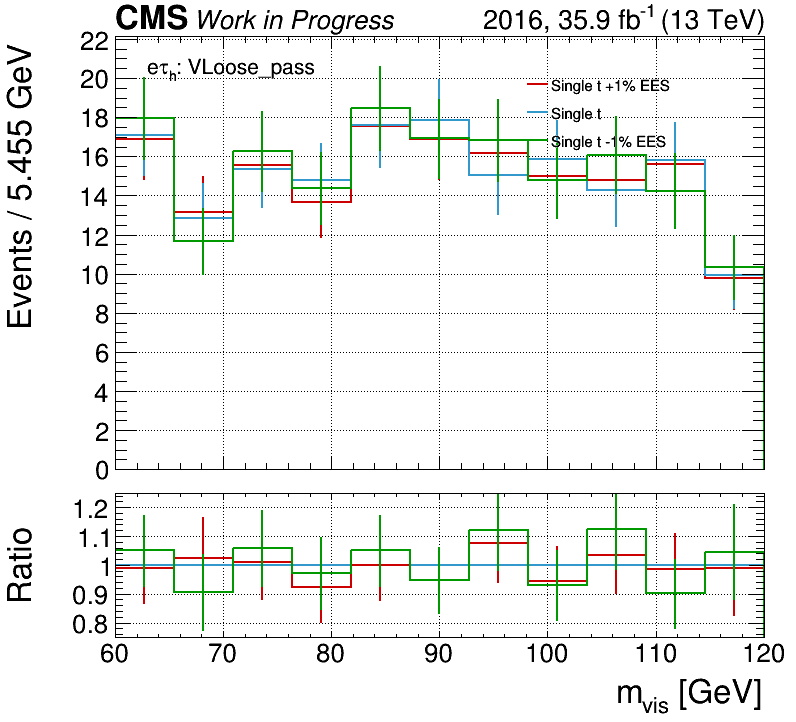 CMS Work in Progress 2016, 35.9 fb⁻¹ (13 TeV)
Events / 5.455 GeV
22
20
18
16
14
12
10
8
6
4
2
0
eτₕ: VLoose_pass
Single t +1% EES
Single t
Single t -1% EES
Ratio
1.2
1.1
1
0.9
0.8
60 70 80 90 100 110 120
m_vis [GeV]